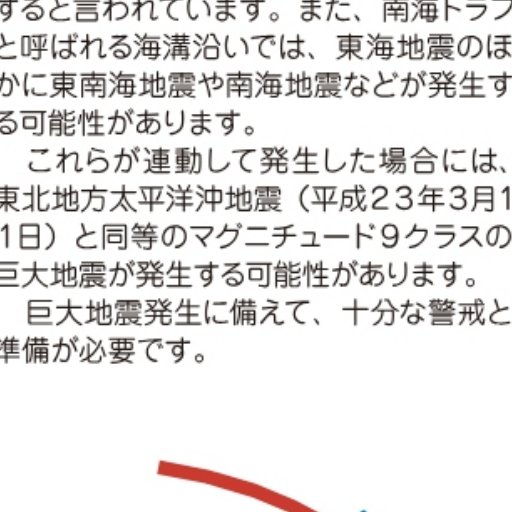 すると言われています。また、南海トラフ
と呼ばれる海溝沿いでは、東海地震のほ
かに東南海地震や南海地震などが発生す
る可能性があります。
これらが連動して発生した場合には、
東北地方太平洋沖地震（平成23年3月1
1日）と同等のマグニチュード9クラスの
巨大地震が発生する可能性があります。
巨大地震発生に備えて、十分な警戒と
準備が必要です。